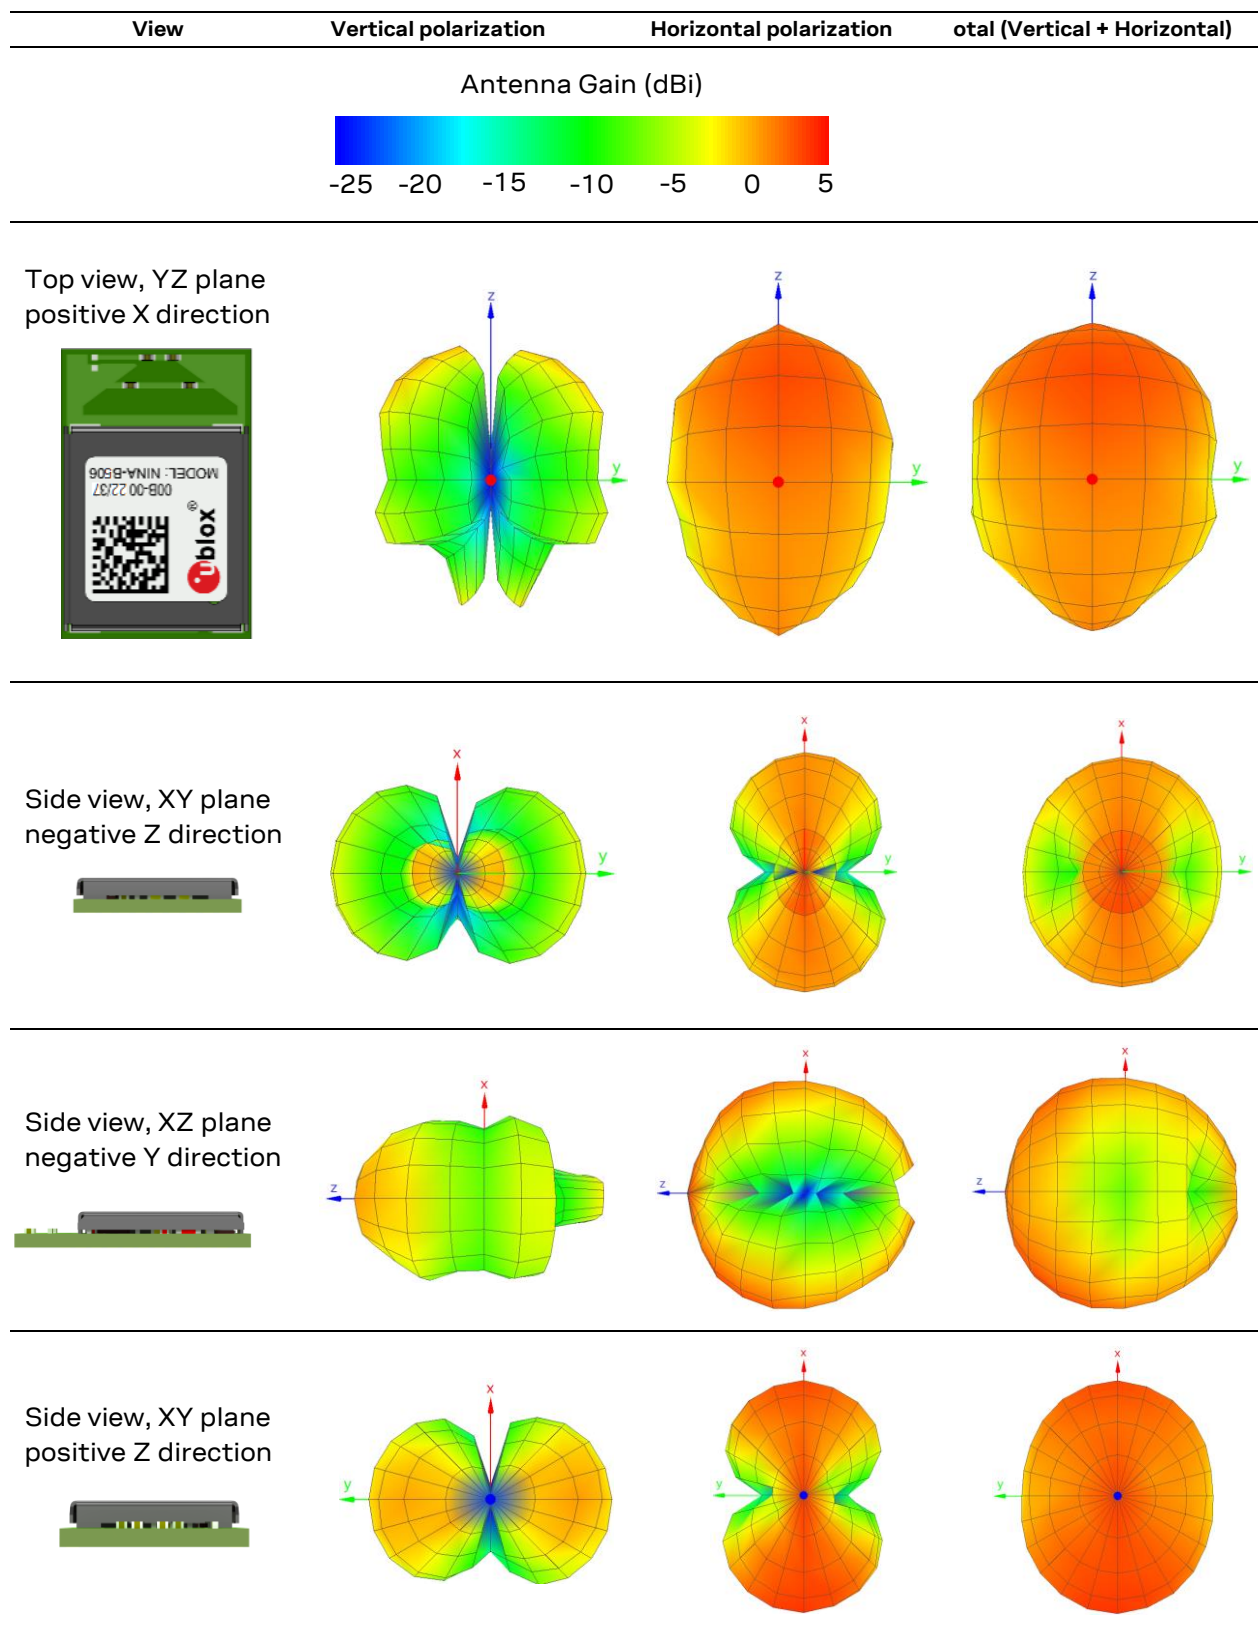 View Vertical polarization Horizontal polarization otal (Vertical + Horizontal)
Antenna Gain (dBi)
-25 -20 -15 -10 -5 0 5
Top view, YZ plane
positive X direction
MODEL: NINA-B506
00B-00 22/37
ublox
®
z
y
z
y
z
y
Side view, XY plane
negative Z direction
x
y
x
y
x
y
Side view, XZ plane
negative Y direction
x
z
x
z
x
z
Side view, XY plane
positive Z direction
x
y
x
y
x
y